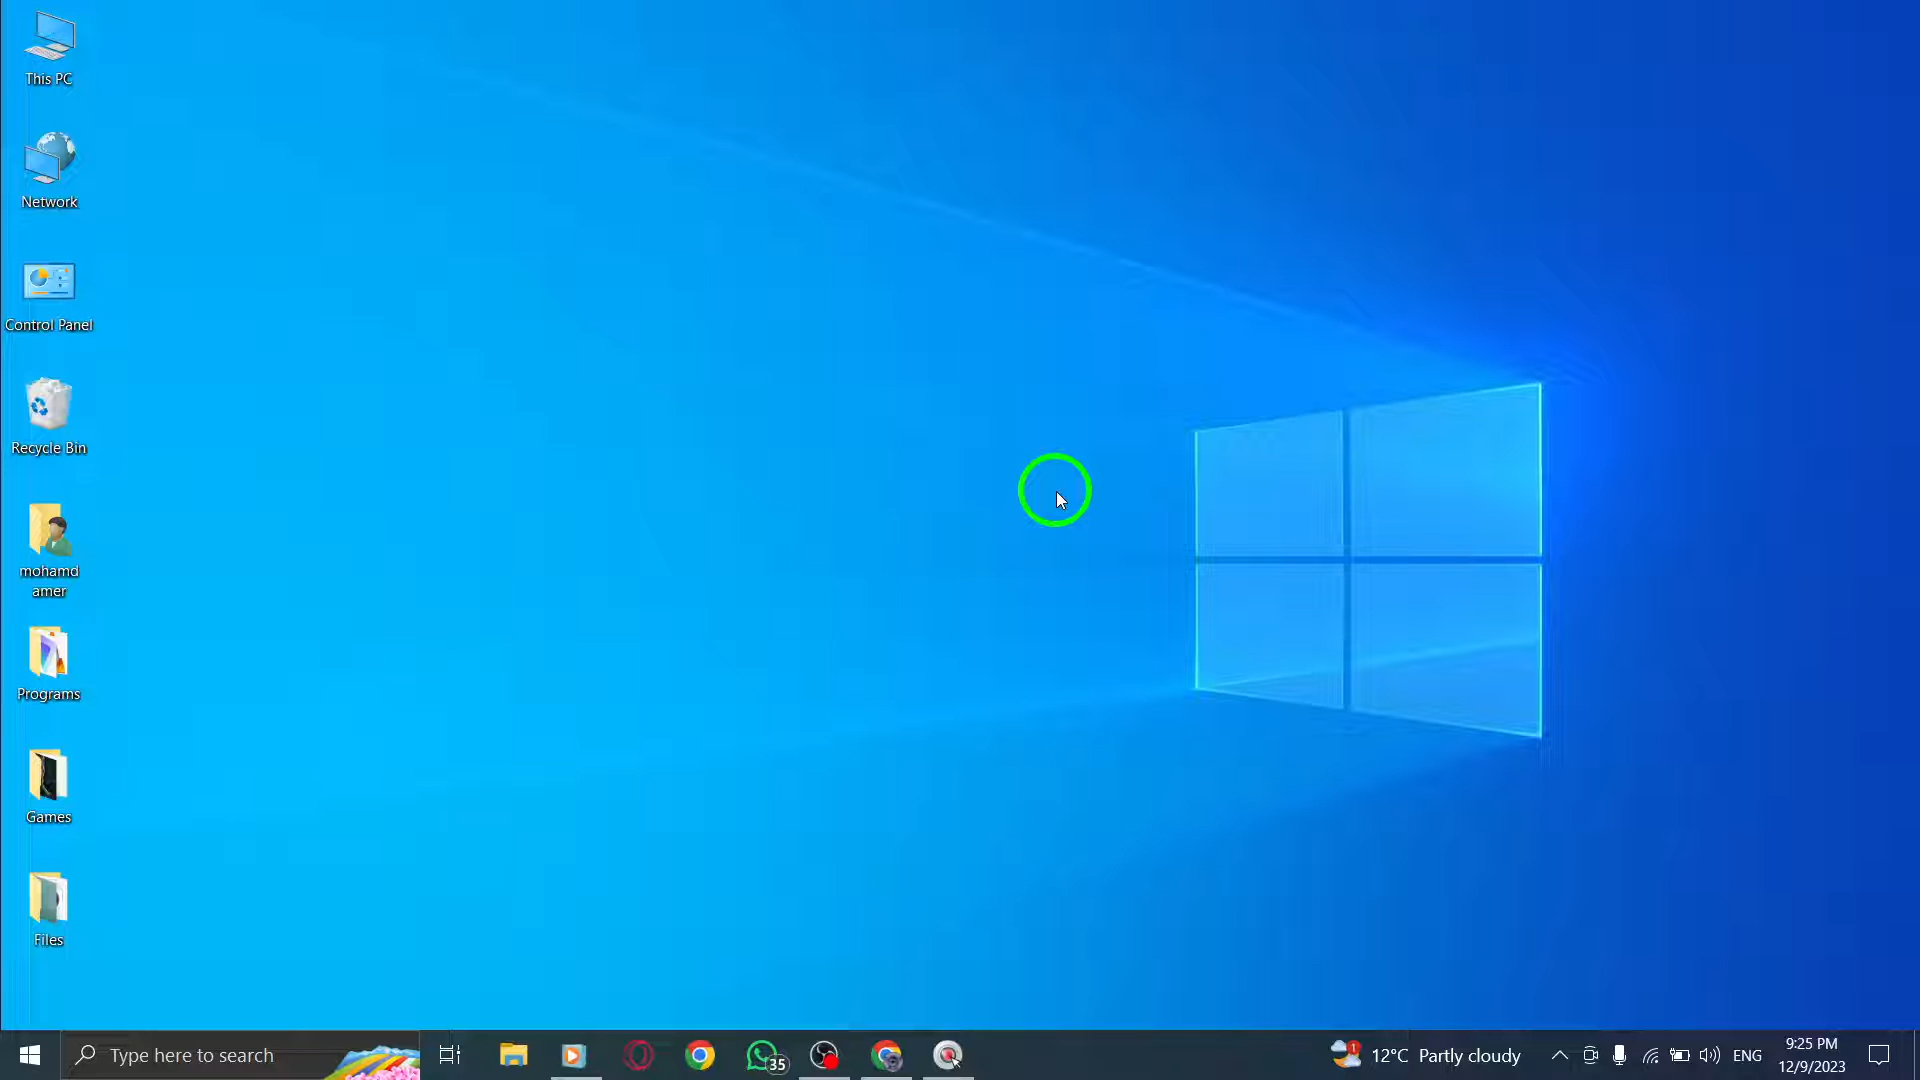 This PC
Network
Control Panel
Recycle Bin
mohamd
amer
Programs
Games
Files
Type here to search
35
1
12°C Partly cloudy
ENG
9:25 PM
12/9/2023